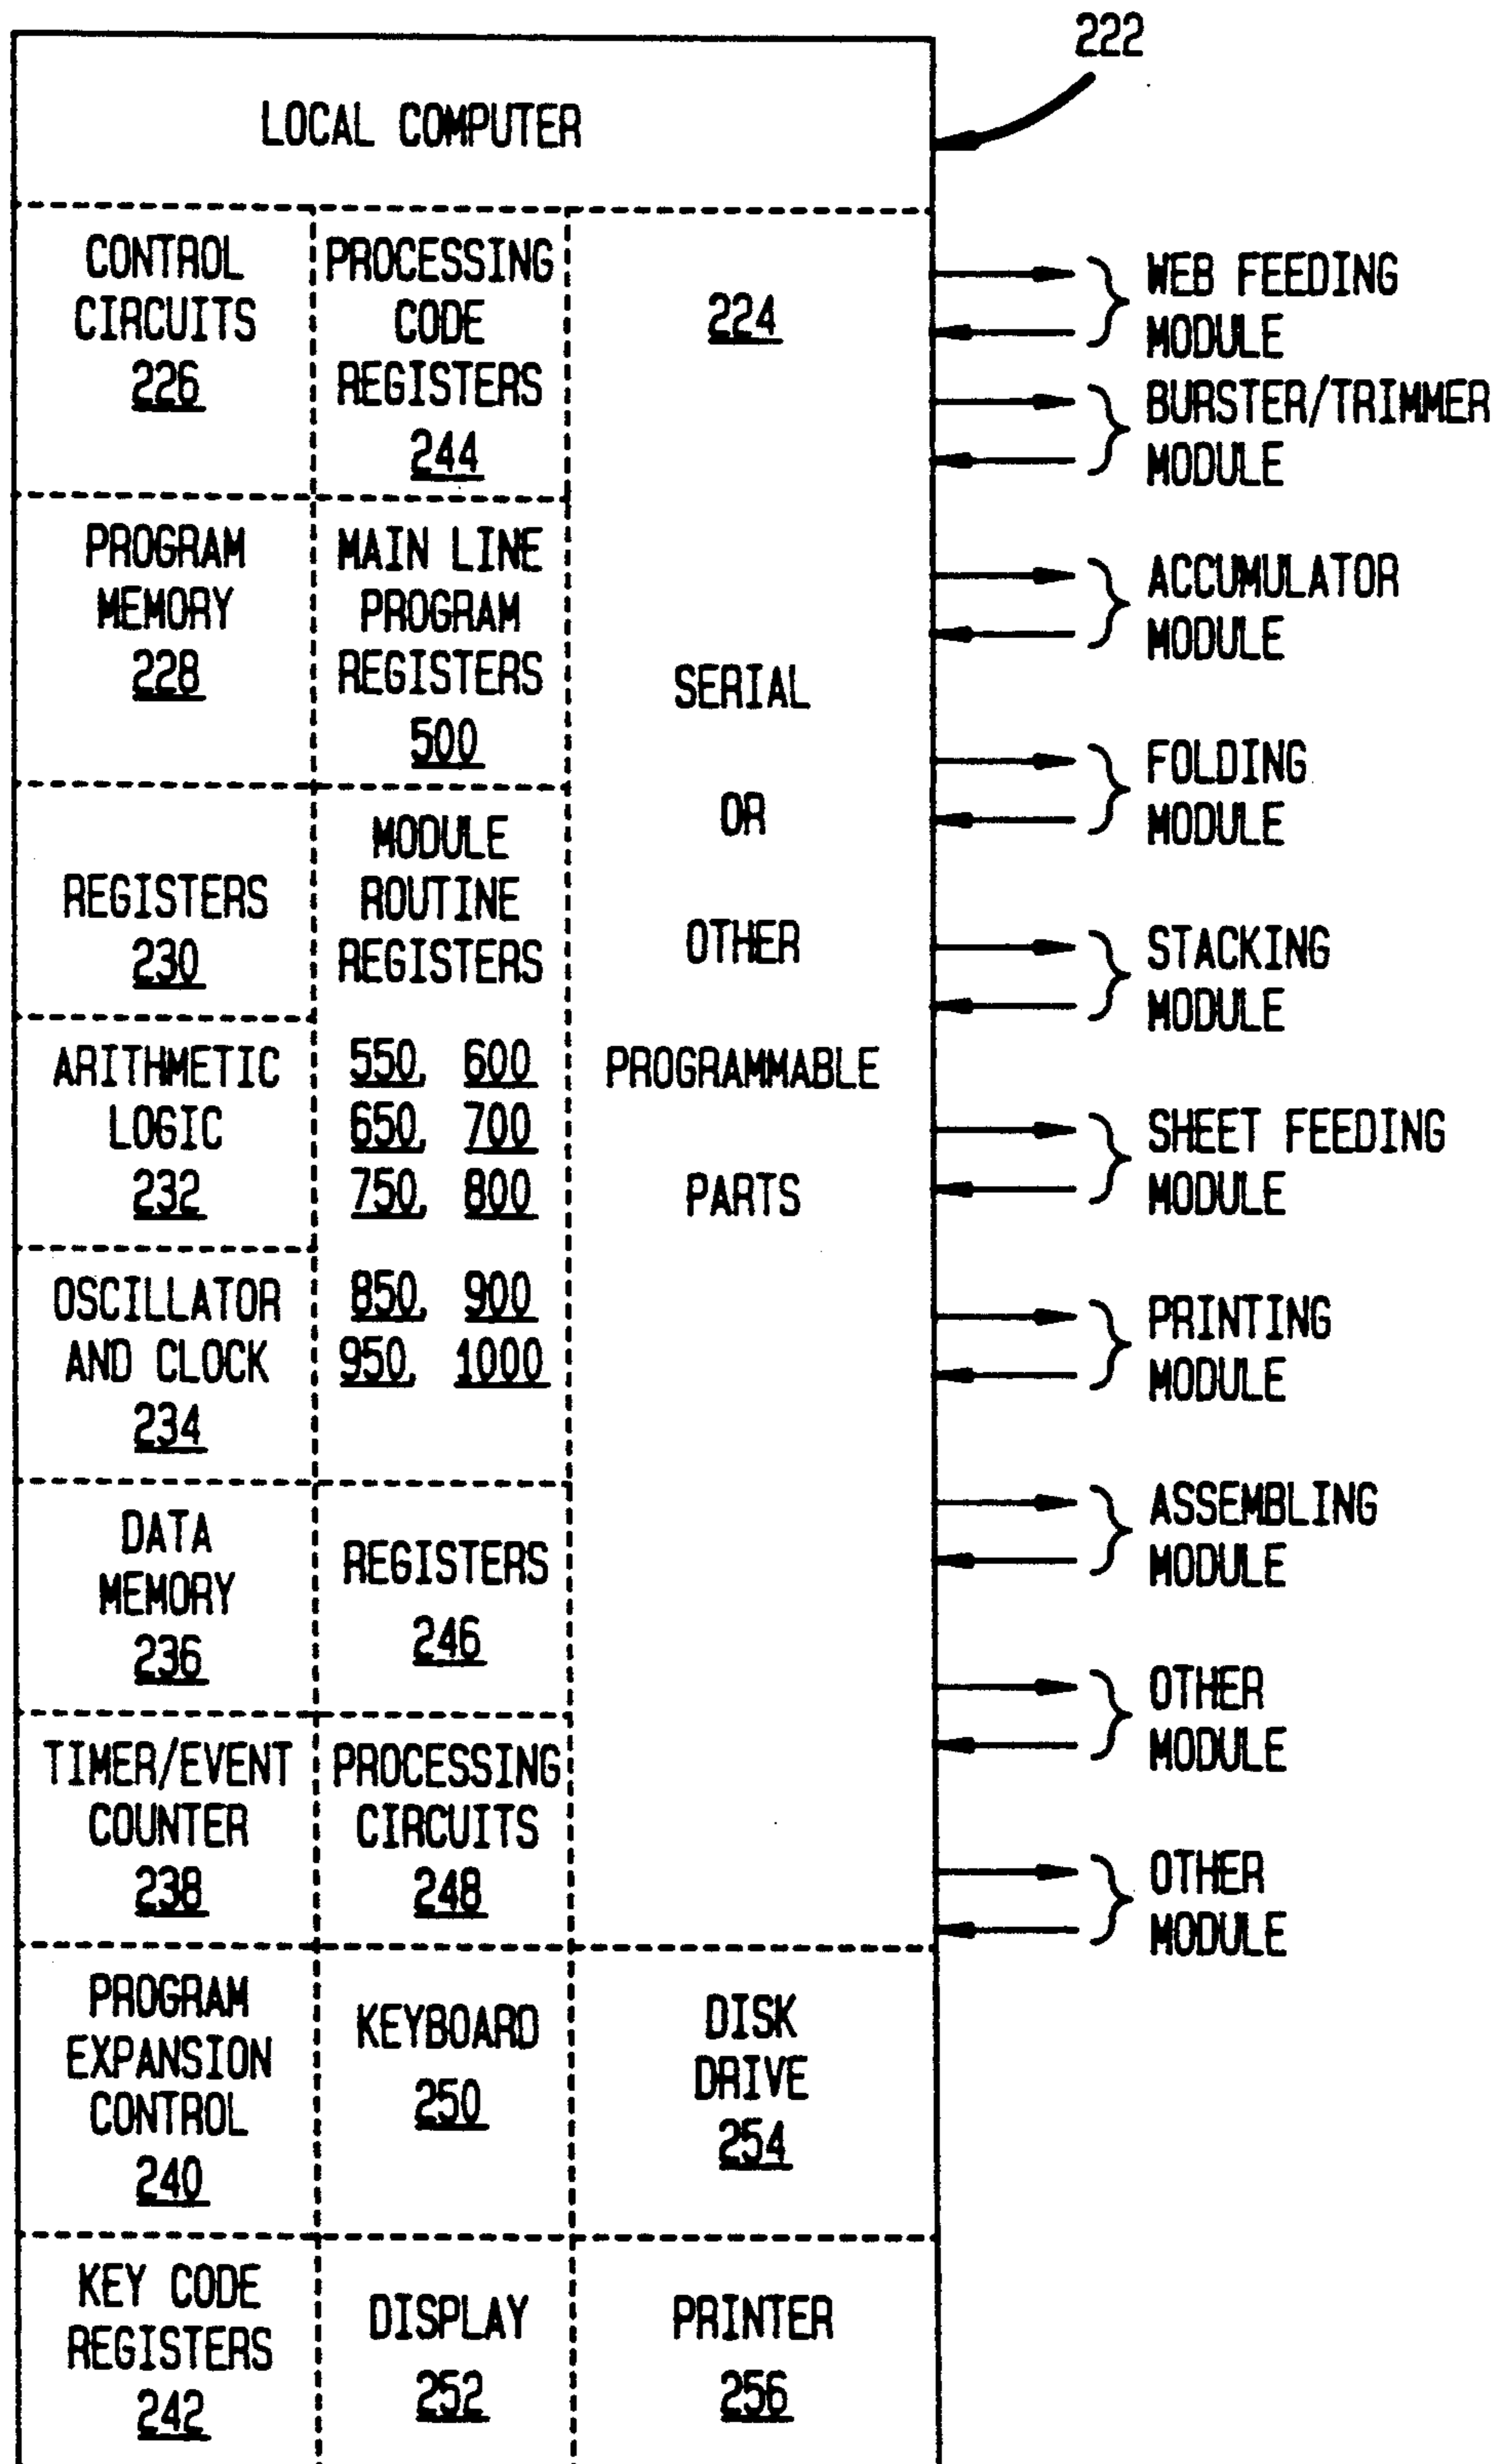 222
LOCAL COMPUTER
CONTROL
CIRCUITS
226
PROCESSING
CODE
REGISTERS
244
224
SERIAL
OR
OTHER
PROGRAMMABLE
PARTS
PROGRAM
MEMORY
228
MAIN LINE
PROGRAM
REGISTERS
500
REGISTERS
230
MODULE
ROUTINE
REGISTERS
550, 600
650, 700
750, 800
850, 900
950, 1000
ARITHMETIC
LOGIC
232
OSCILLATOR
AND CLOCK
234
DATA
MEMORY
236
REGISTERS
246
TIMER/EVENT
COUNTER
238
PROCESSING
CIRCUITS
248
PROGRAM
EXPANSION
CONTROL
240
KEYBOARD
250
DISK
DRIVE
254
KEY CODE
REGISTERS
242
DISPLAY
252
PRINTER
256
WEB FEEDING
MODULE
BURSTER/TRIMMER
MODULE
ACCUMULATOR
MODULE
FOLDING
MODULE
STACKING
MODULE
SHEET FEEDING
MODULE
PRINTING
MODULE
ASSEMBLING
MODULE
OTHER
MODULE
OTHER
MODULE